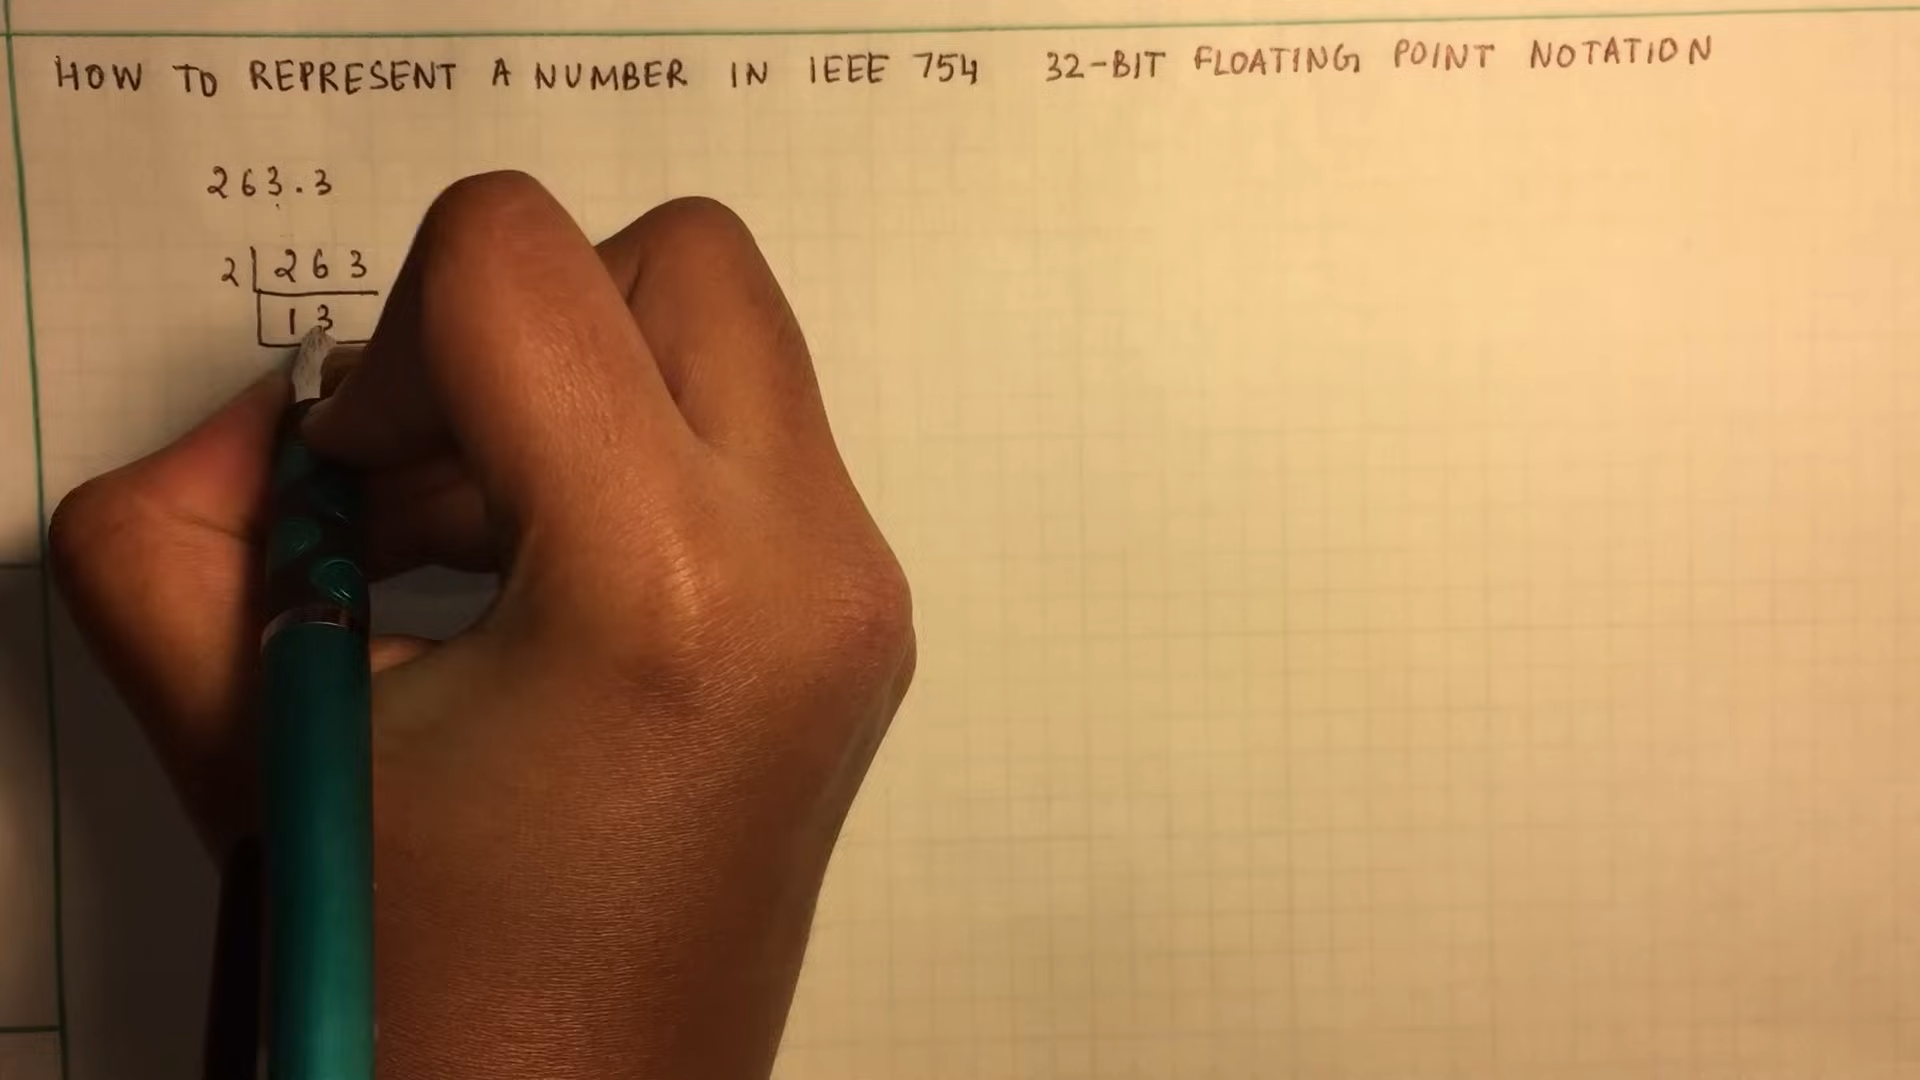 HOW TO REPRESENT A NUMBER IN IEEE 754 32-BIT FLOATING POINT NOTATION
263.3
2 263
13